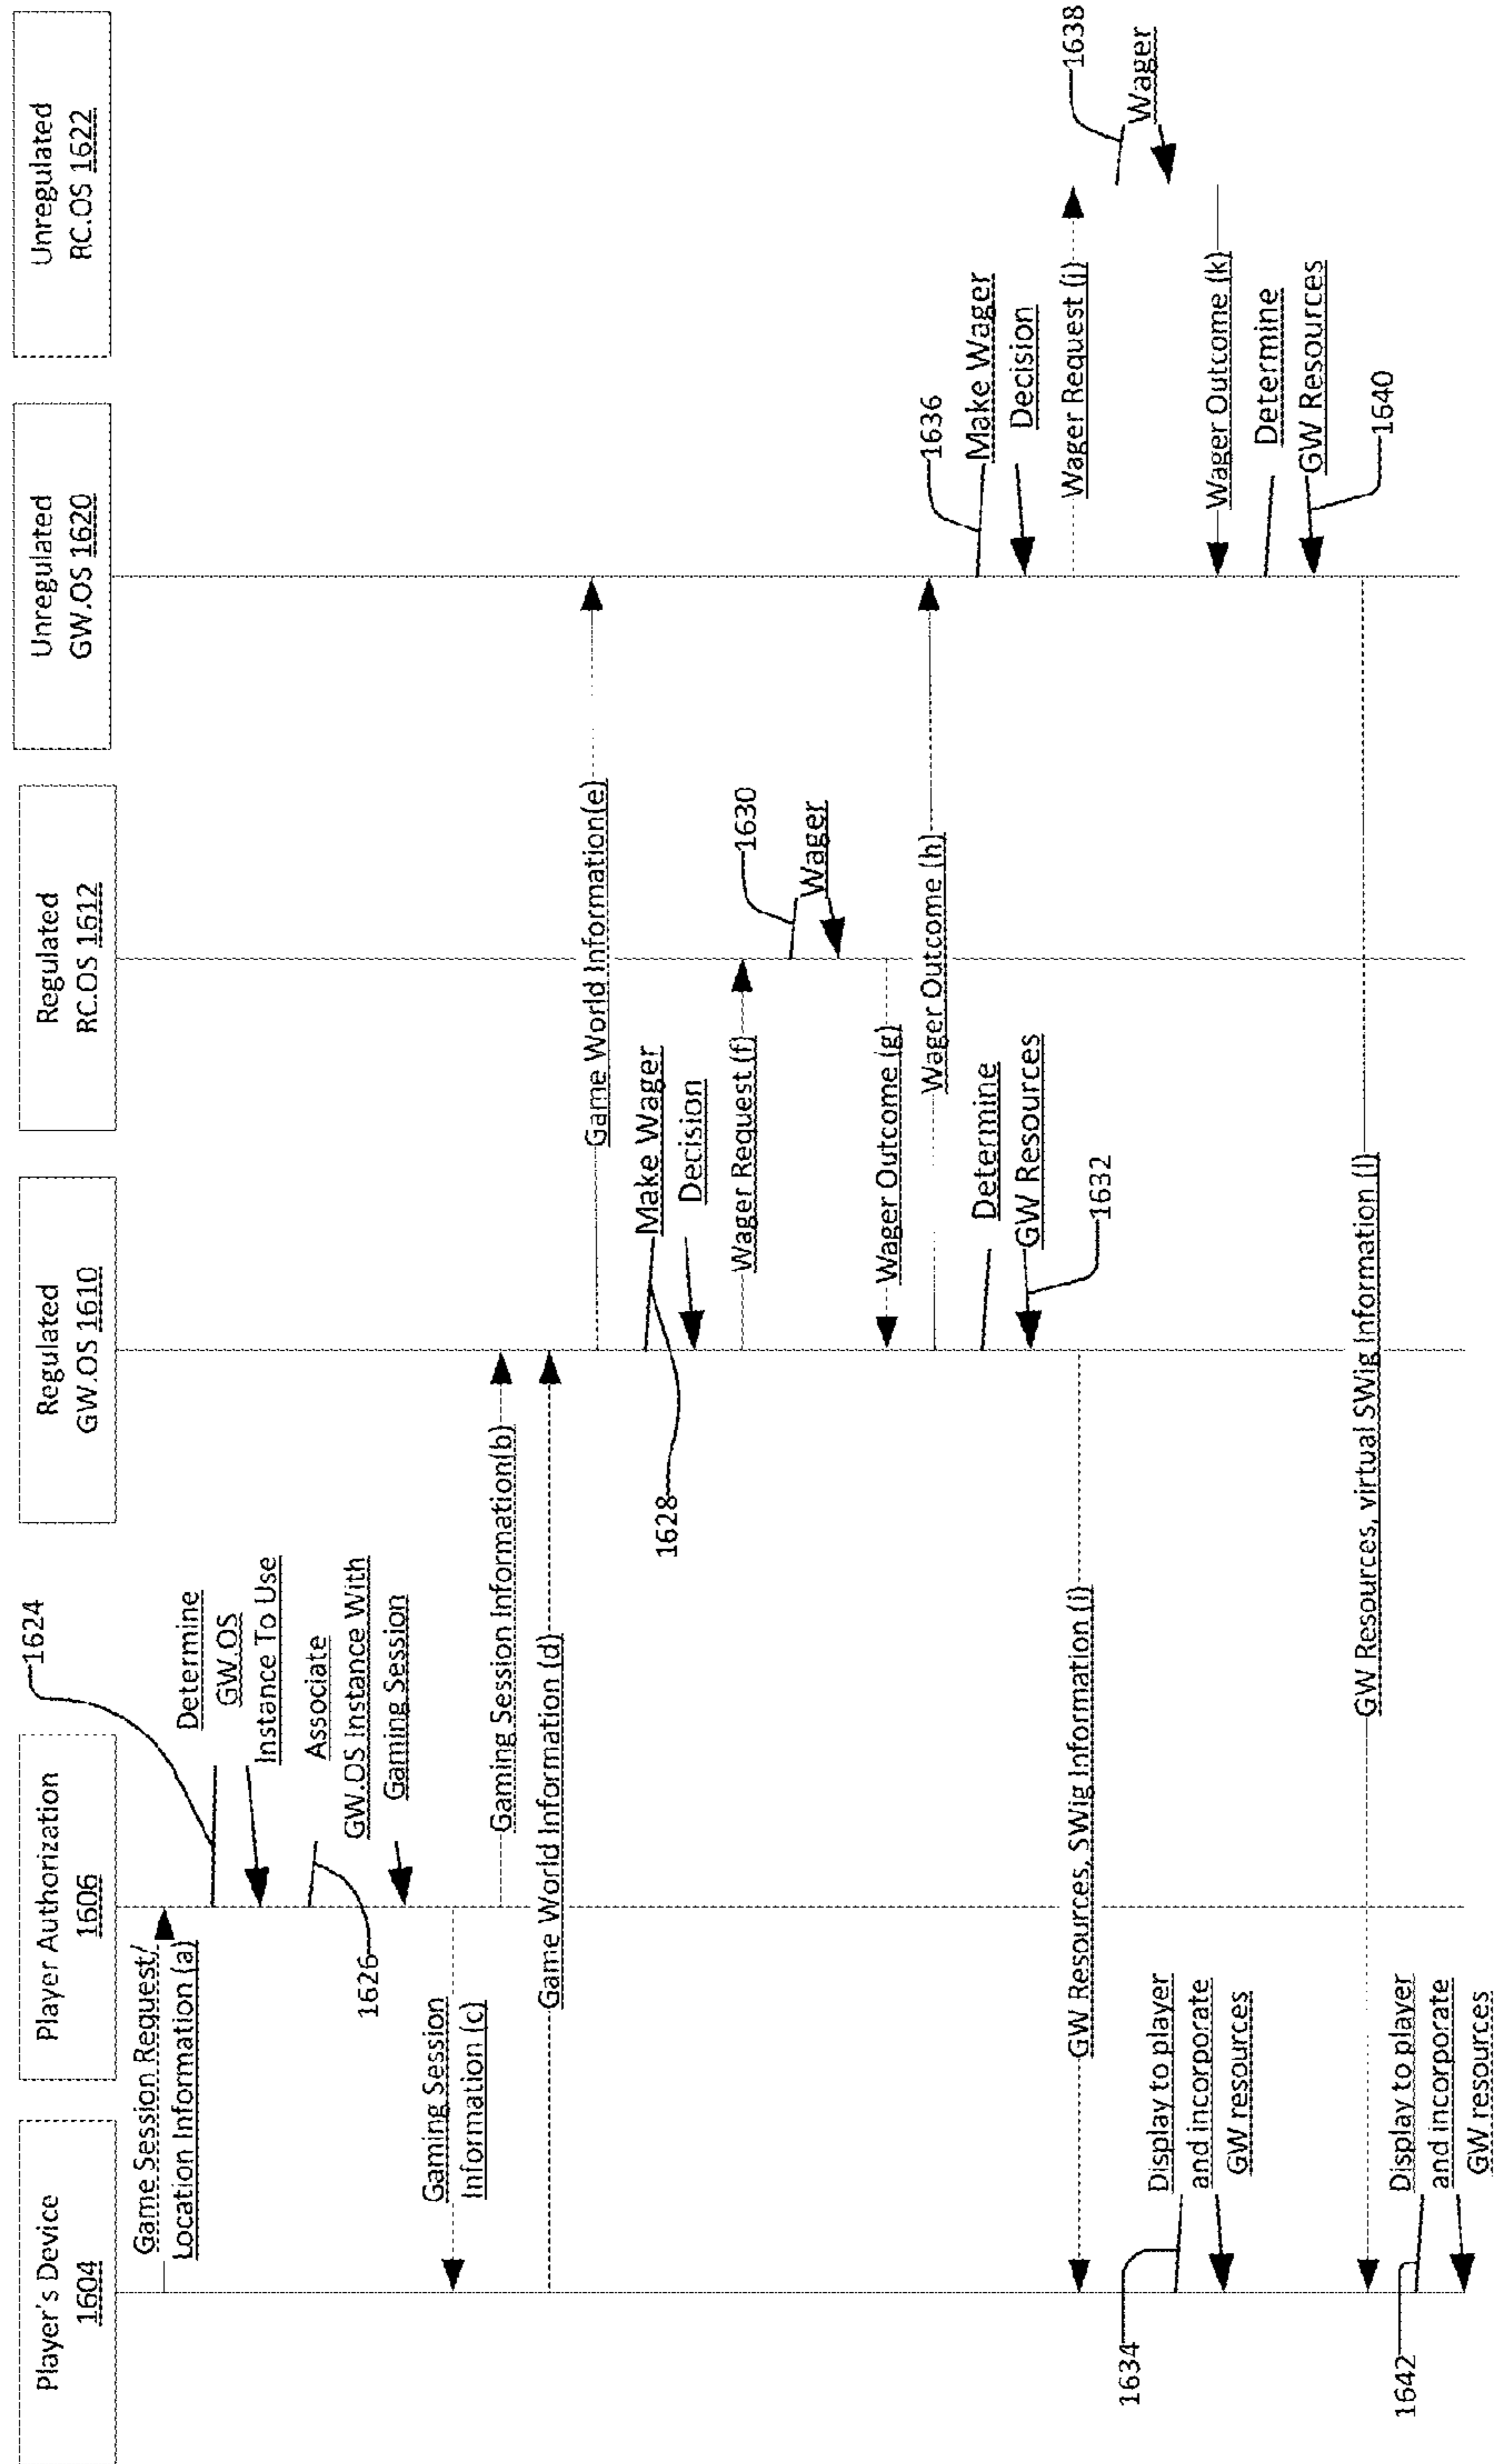 Player's Device
1604
Player Authorization
1606
Regulated
GW.OS 1610
Regulated
RC.OS 1612
Unregulated
GW.OS 1620
Unregulated
RC.OS 1622
Game Session Request/
Location Information (a)
1624
Determine
GW.OS
Instance To Use
1626
Associate
GW.OS Instance With
Gaming Session
Gaming Session
Information (c)
Gaming Session Information(b)
Game World Information (d)
Game World Information(e)
1628
Make Wager
Decision
Wager Request (f)
1630
Wager
Wager Outcome (g)
Wager Outcome (h)
Determine
GW Resources
1632
1636
Make Wager
Decision
Wager Request (j)
1638
Wager
GW Resources, SWig Information (i)
1634
Display to player
and incorporate
GW resources
Wager Outcome (k)
Determine
GW Resources
1640
GW Resources, virtual SWig Information (l)
1642
Display to player
and incorporate
GW resources